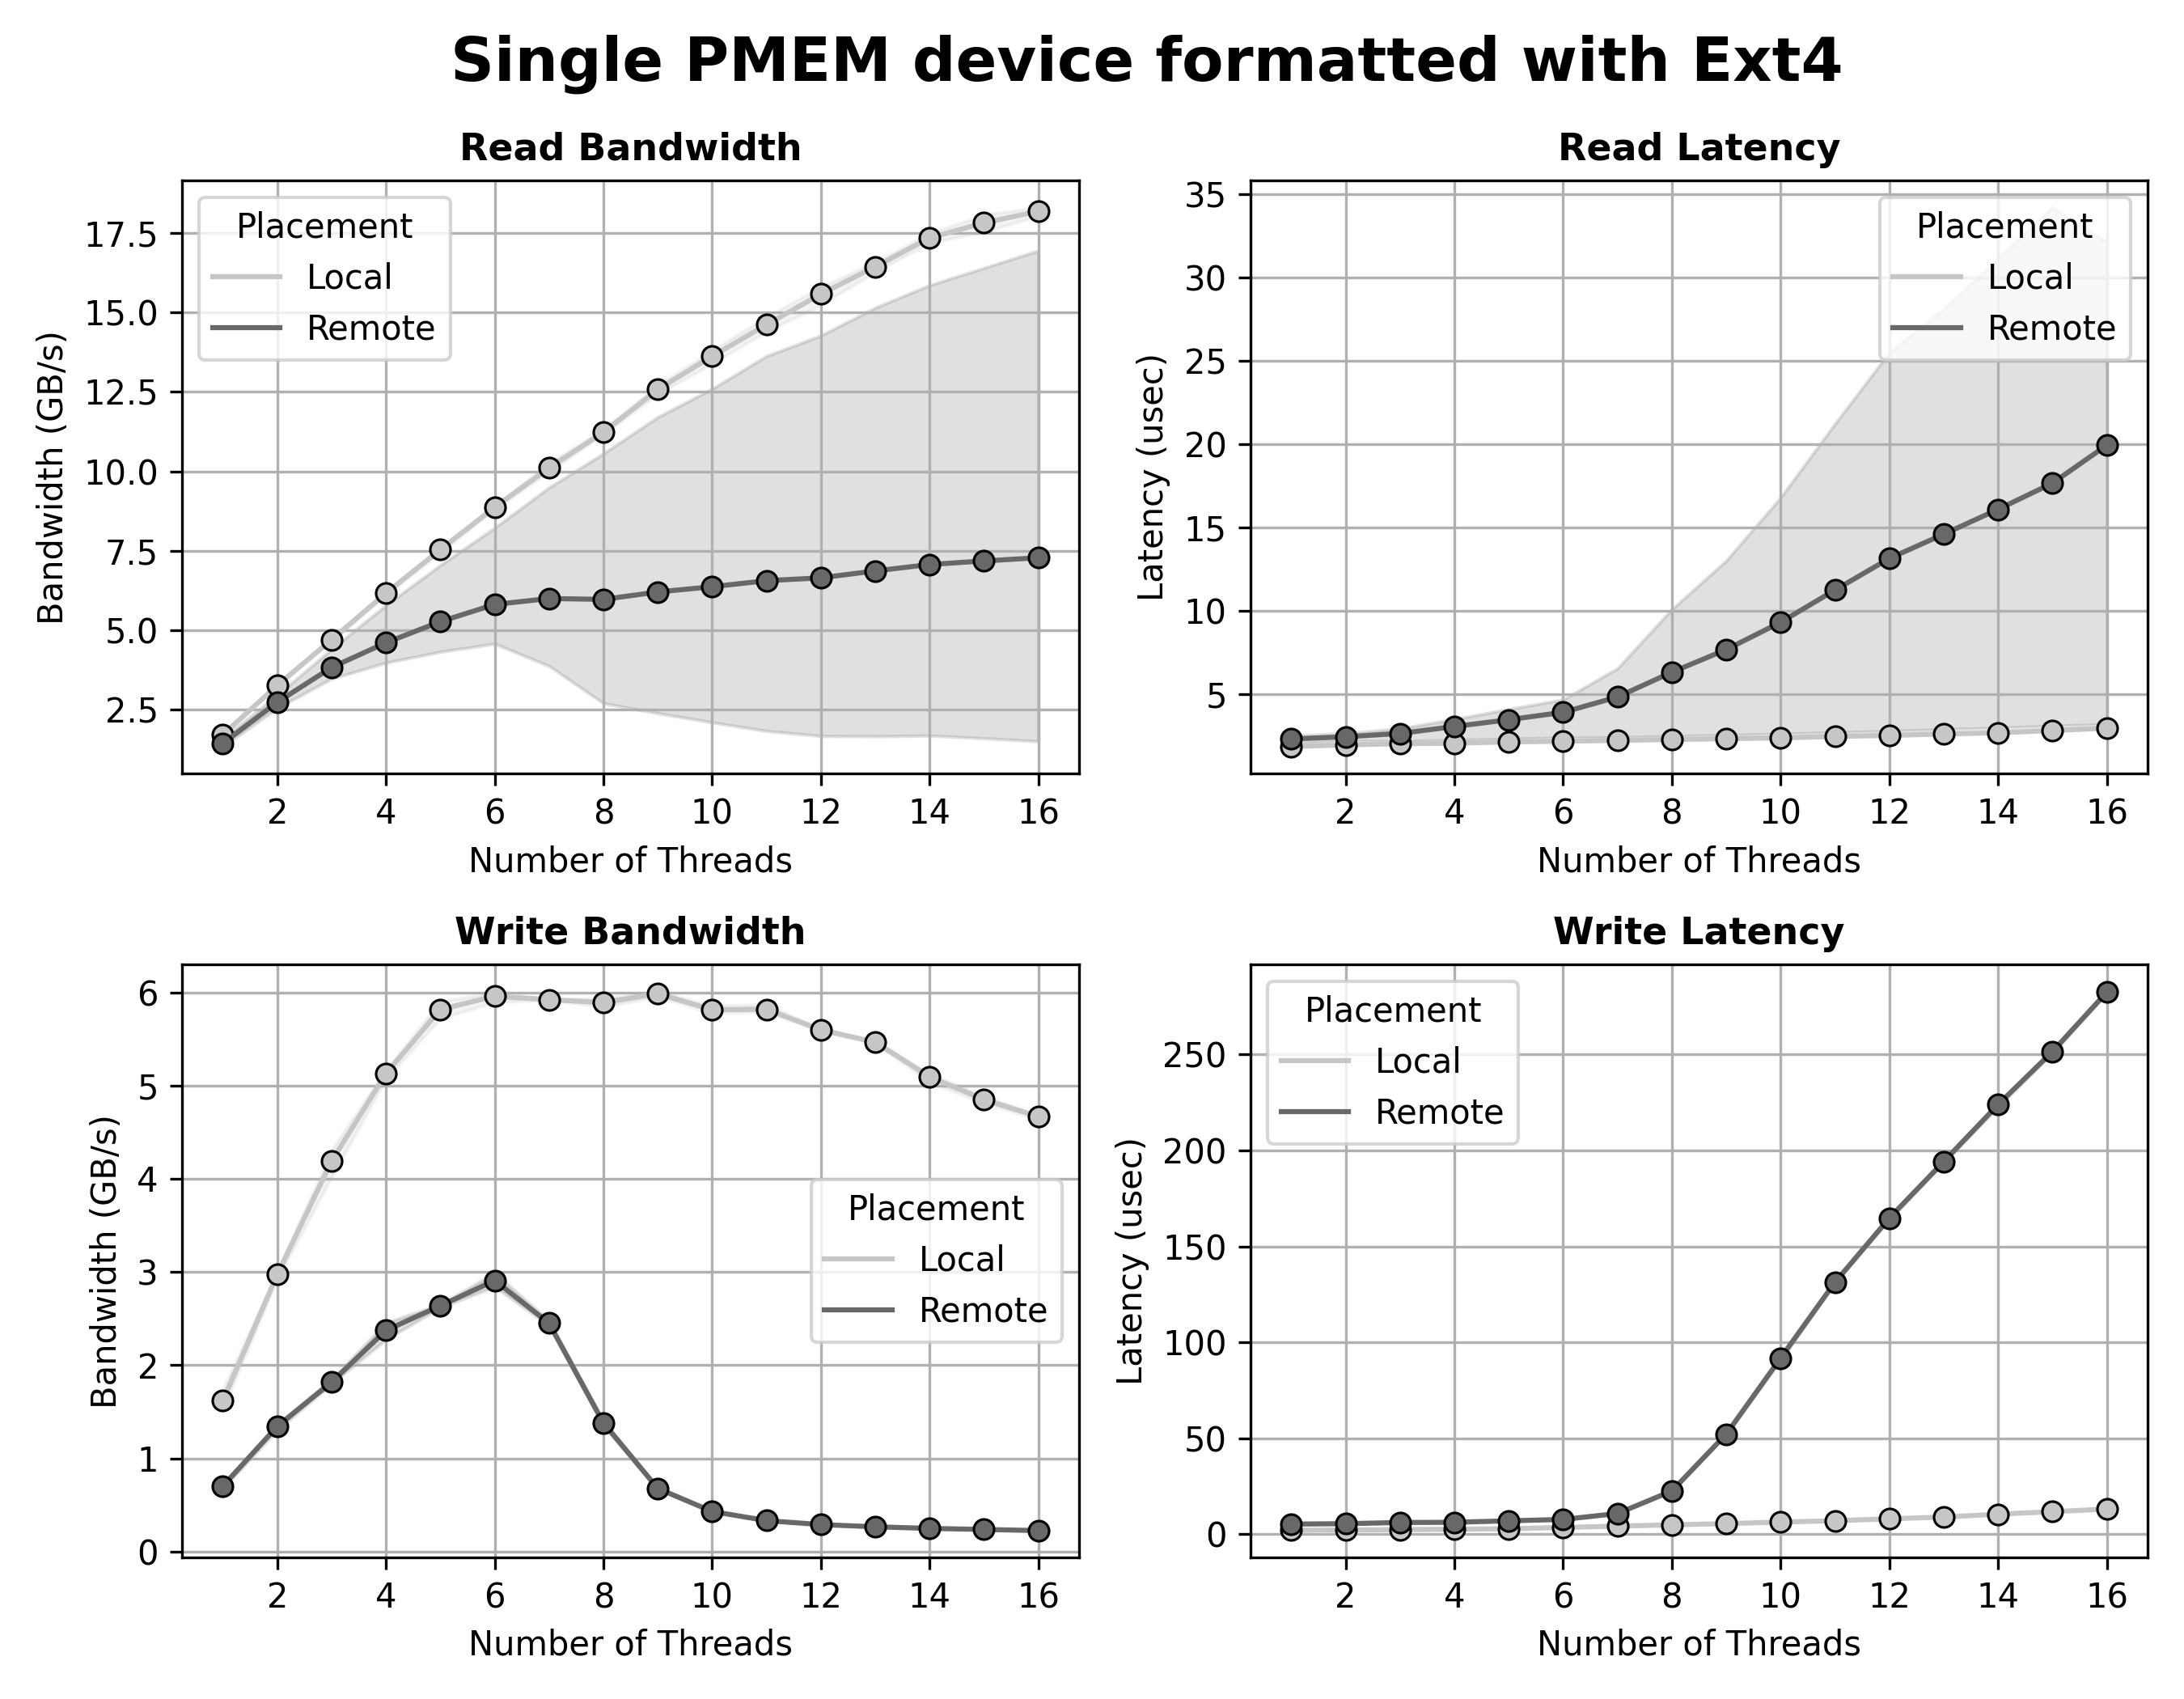 Single PMEM device formatted with Ext4
Read Bandwidth
Bandwidth (GB/s)
17.5
15.0
12.5
10.0
7.5
5.0
2.5
Placement
Local
Remote
2 4 6 8 10 12 14 16
Number of Threads
Read Latency
Latency (usec)
35
30
25
20
15
10
5
Placement
Local
Remote
2 4 6 8 10 12 14 16
Number of Threads
Write Bandwidth
Bandwidth (GB/s)
6
5
4
3
2
1
0
Placement
Local
Remote
2 4 6 8 10 12 14 16
Number of Threads
Write Latency
Latency (usec)
250
200
150
100
50
0
Placement
Local
Remote
2 4 6 8 10 12 14 16
Number of Threads